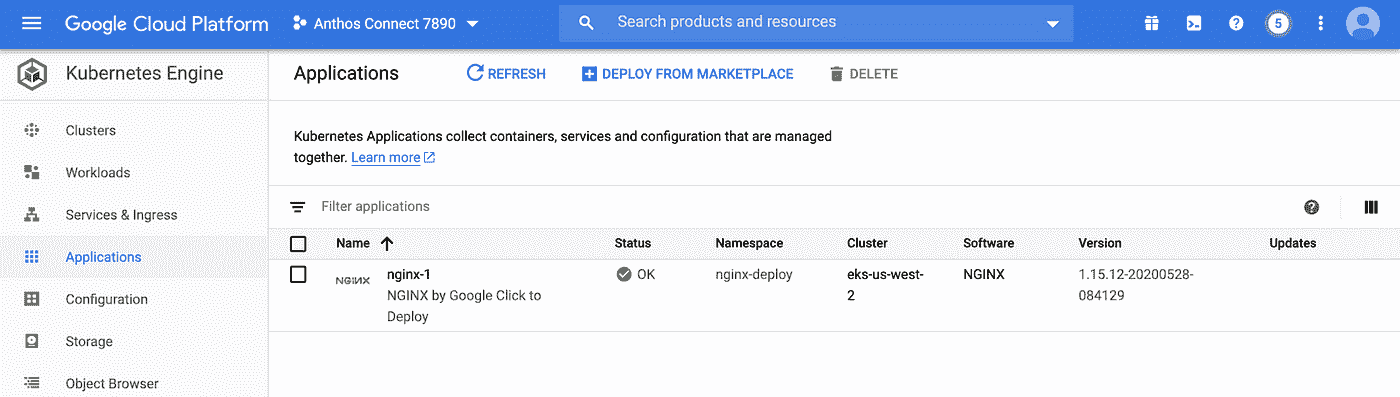 Google Cloud Platform
Anthos Connect 7890
Search products and resources
5
Kubernetes Engine
Applications
REFRESH
DEPLOY FROM MARKETPLACE
DELETE
Clusters
Workloads
Services & Ingress
Applications
Configuration
Storage
Object Browser
Kubernetes Applications collect containers, services and configuration that are managed
together. Learn more
Filter applications
Name Status Namespace Cluster Software Version Updates
NGINX nginx-1 OK nginx-deploy eks-us-west- NGINX 1.15.12-20200528-
NGINX by Google Click to 2 084129
Deploy